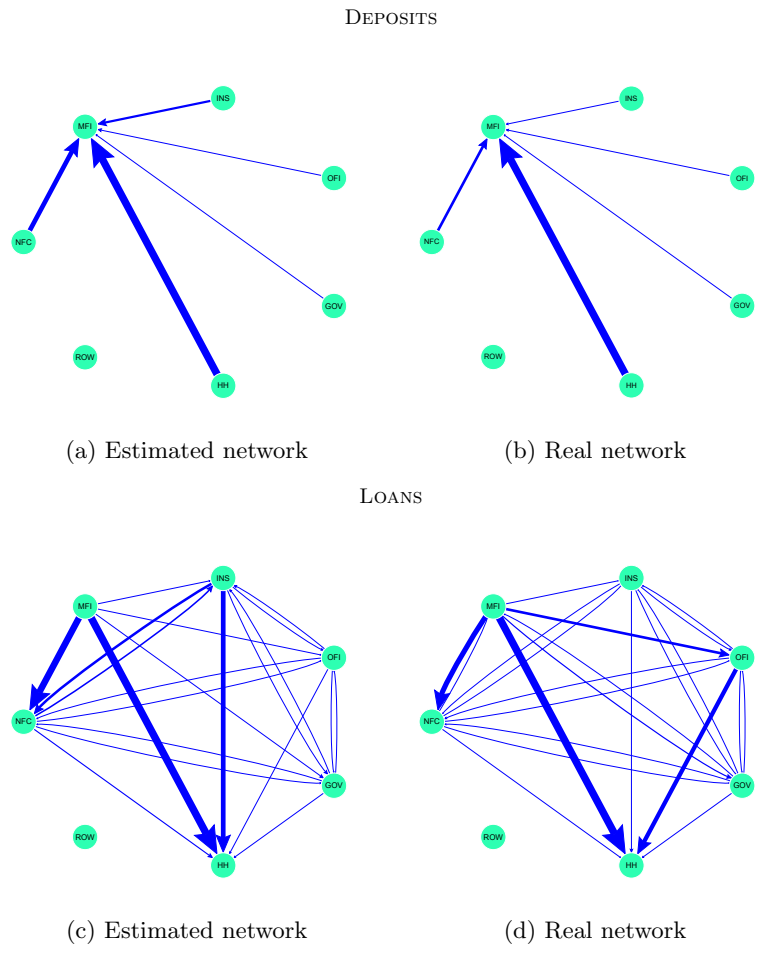 DEPOSITS
INS
MFI
OFI
NFC
GOV
ROW
HH
INS
MFI
OFI
NFC
GOV
ROW
HH
(a) Estimated network
(b) Real network
LOANS
INS
MFI
OFI
NFC
GOV
ROW
HH
INS
MFI
OFI
NFC
GOV
ROW
HH
(c) Estimated network
(d) Real network